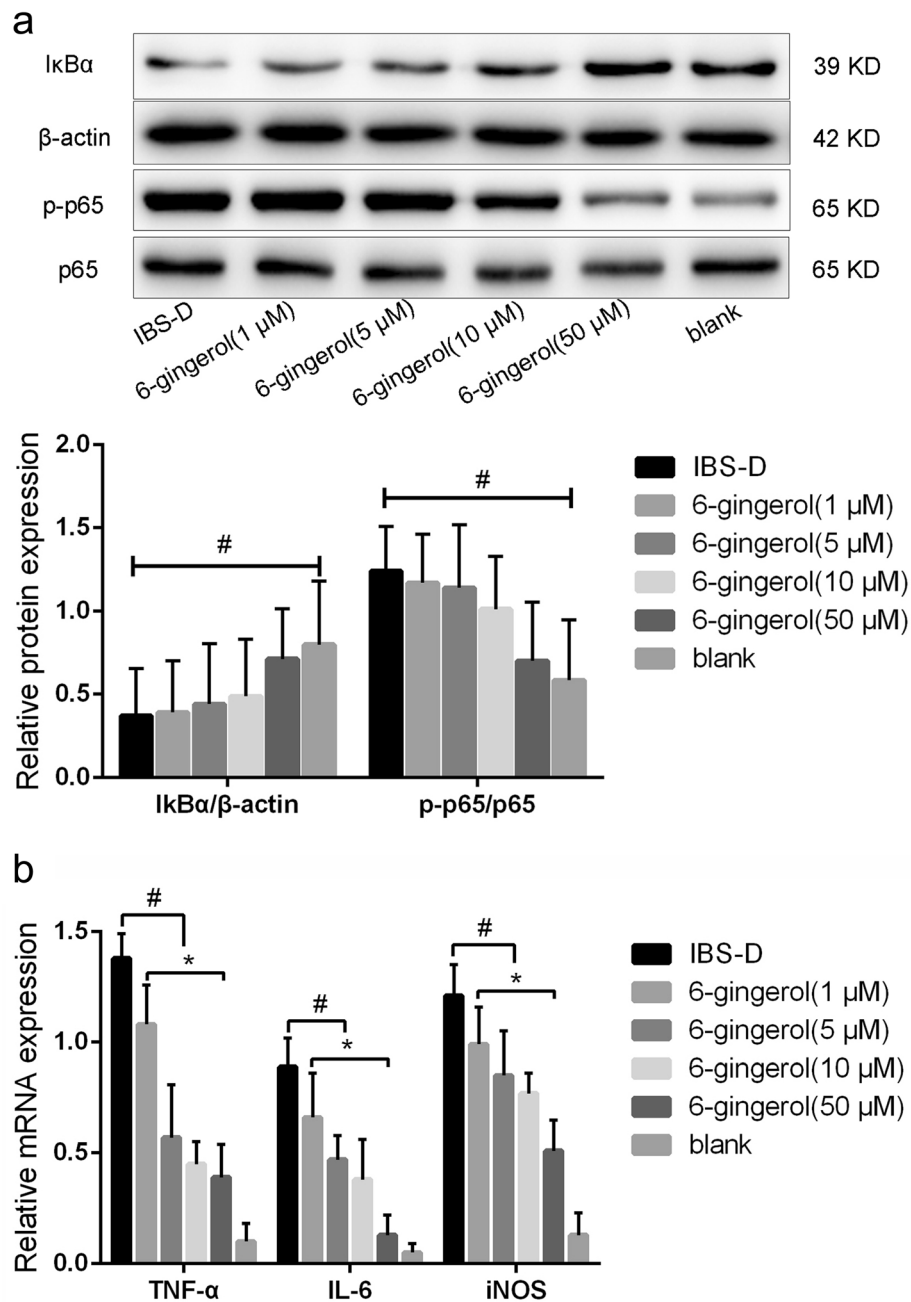 a
IκBα
39 KD
β-actin
42 KD
p-p65
65 KD
p65
65 KD
IBS-D
6-gingerol(1 μM)
6-gingerol(5 μM)
6-gingerol(10 μM)
6-gingerol(50 μM)
blank
Relative protein expression
2.0
1.5
1.0
0.5
0.0
#
#
IkBα/β-actin
p-p65/p65
IBS-D
6-gingerol(1 μM)
6-gingerol(5 μM)
6-gingerol(10 μM)
6-gingerol(50 μM)
blank
b
Relative mRNA expression
1.5
1.0
0.5
0.0
#
*
#
*
#
*
TNF-α
IL-6
iNOS
IBS-D
6-gingerol(1 μM)
6-gingerol(5 μM)
6-gingerol(10 μM)
6-gingerol(50 μM)
blank